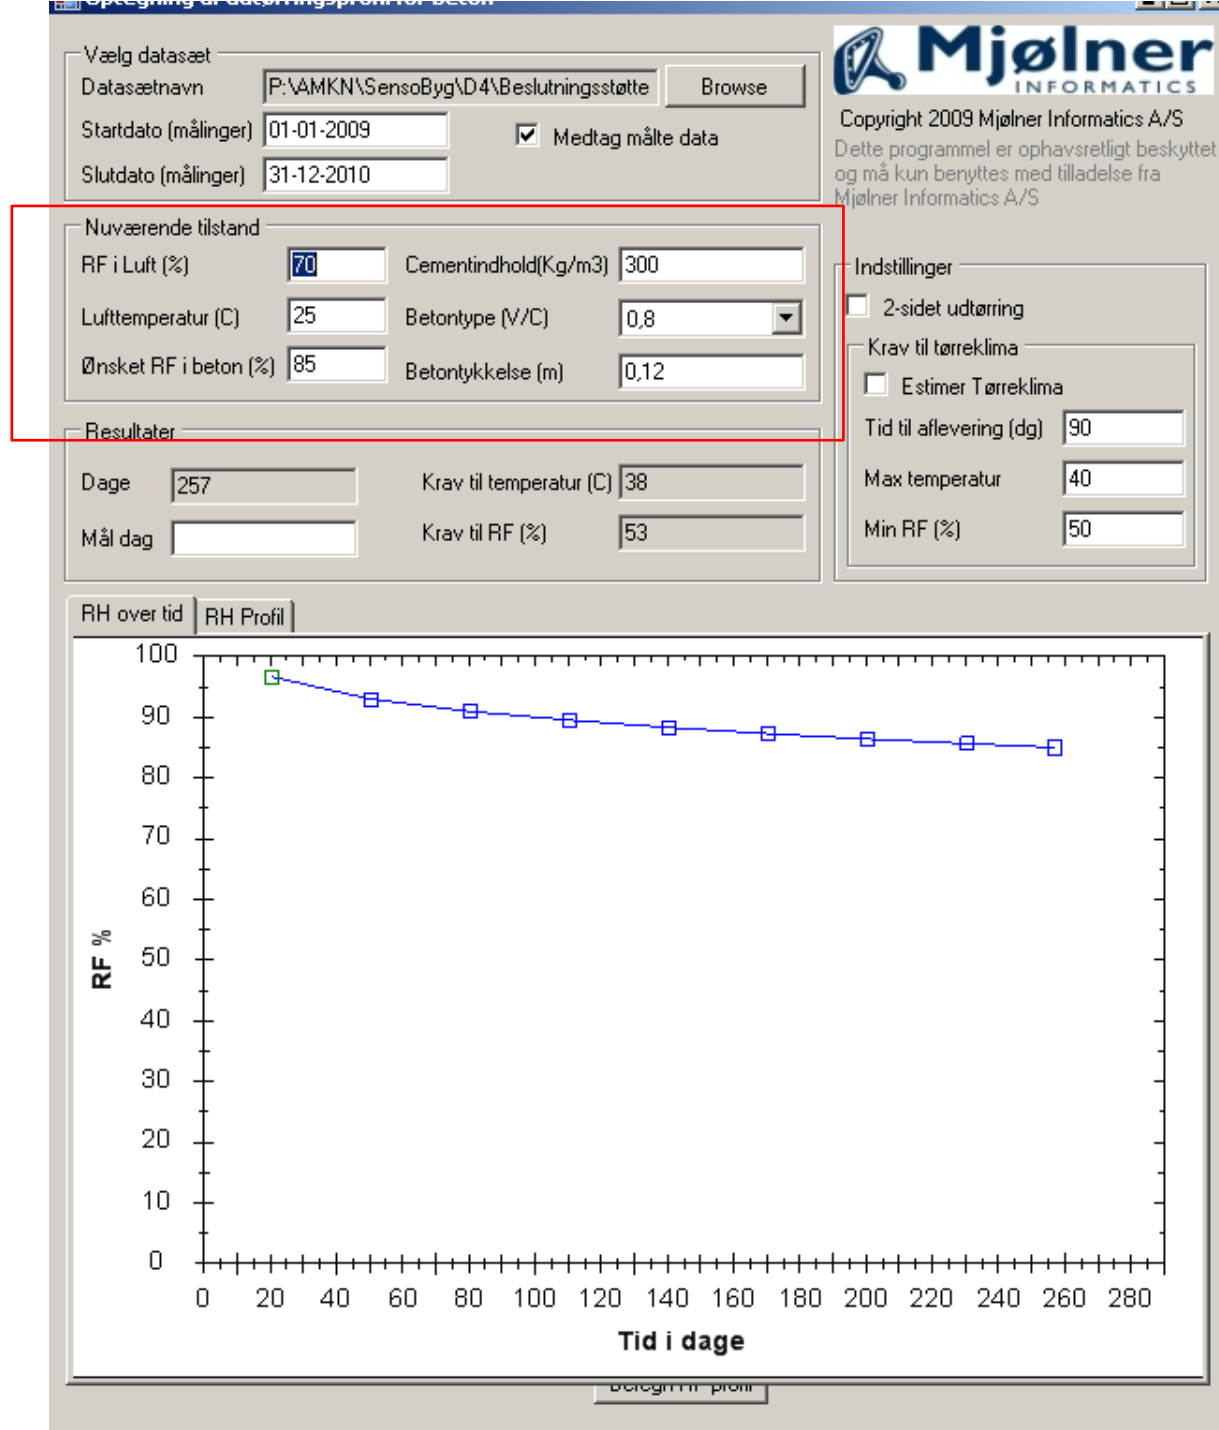 Optegning af udtørringsprofil for beton
Vælg datasæt
Datasætnavn P:\AMKN\SensoByg\D4\Beslutningsstøtte Browse
Startdato (målinger) 01-01-2009 Medtag målte data
Slutdato (målinger) 31-12-2010
Mjølner
INFORMATICS
Copyright 2009 Mjølner Informatics A/S
Dette programmel er ophavsretligt beskyttet
og må kun benyttes med tilladelse fra
Mjølner Informatics A/S
Nuværende tilstand
RF i Luft (%) 70 Cementindhold(Kg/m3) 300
Lufttemperatur (C) 25 Betontype (V/C) 0,8
Ønsket RF i beton (%) 85 Betontykkelse (m) 0,12
Indstillinger
2-sidet udtørring
Krav til tørreklima
Estimer Tørreklima
Tid til aflevering (dg) 90
Max temperatur 40
Min RF (%) 50
Resultater
Dage 257 Krav til temperatur (C) 38
Mål dag Krav til RF (%) 53
RH over tid RH Profil
100
90
80
70
60
50
40
30
20
10
0
RF %
0 20 40 60 80 100 120 140 160 180 200 220 240 260 280
Tid i dage